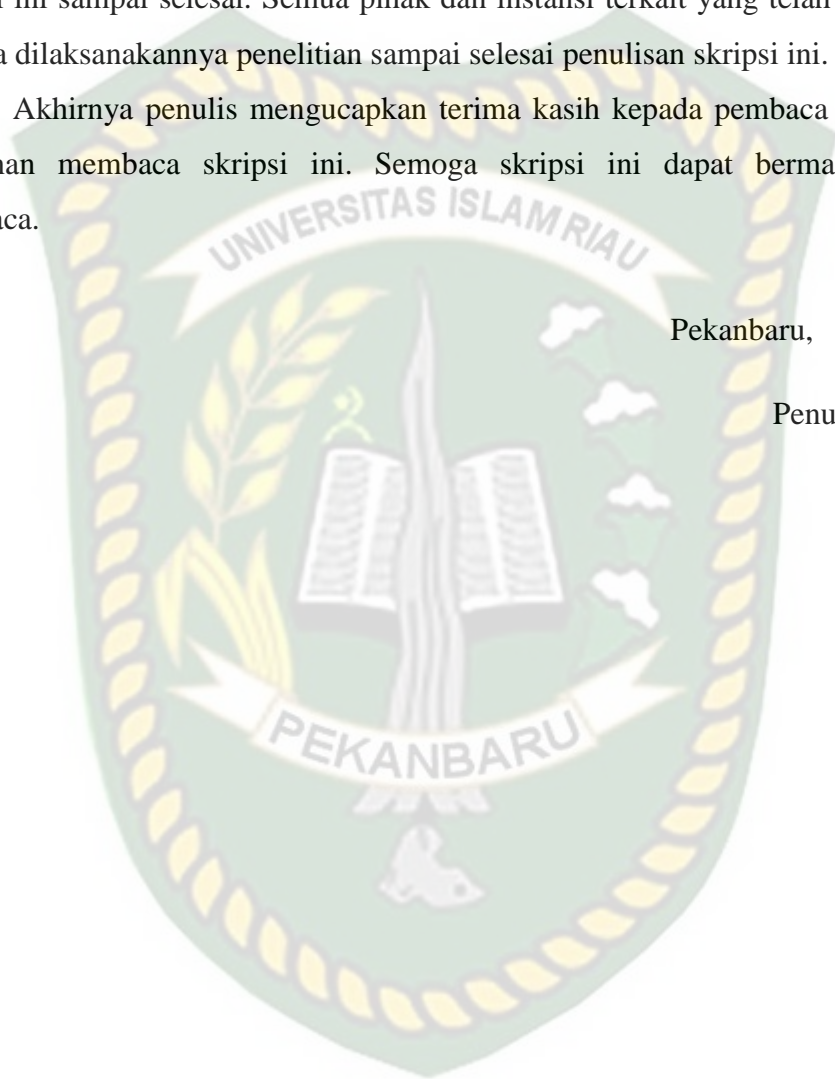 ini sampai selesai. Semua pihak dan instansi terkait yang telah
dilaksanakannya penelitian sampai selesai penulisan skripsi ini.
Akhirnya penulis mengucapkan terima kasih kepada pembaca
nan membaca skripsi ini. Semoga skripsi ini dapat berma
aca.
UNIVERSITAS ISLAM RIAU
Pekanbaru,
Penu
PEKANBARU